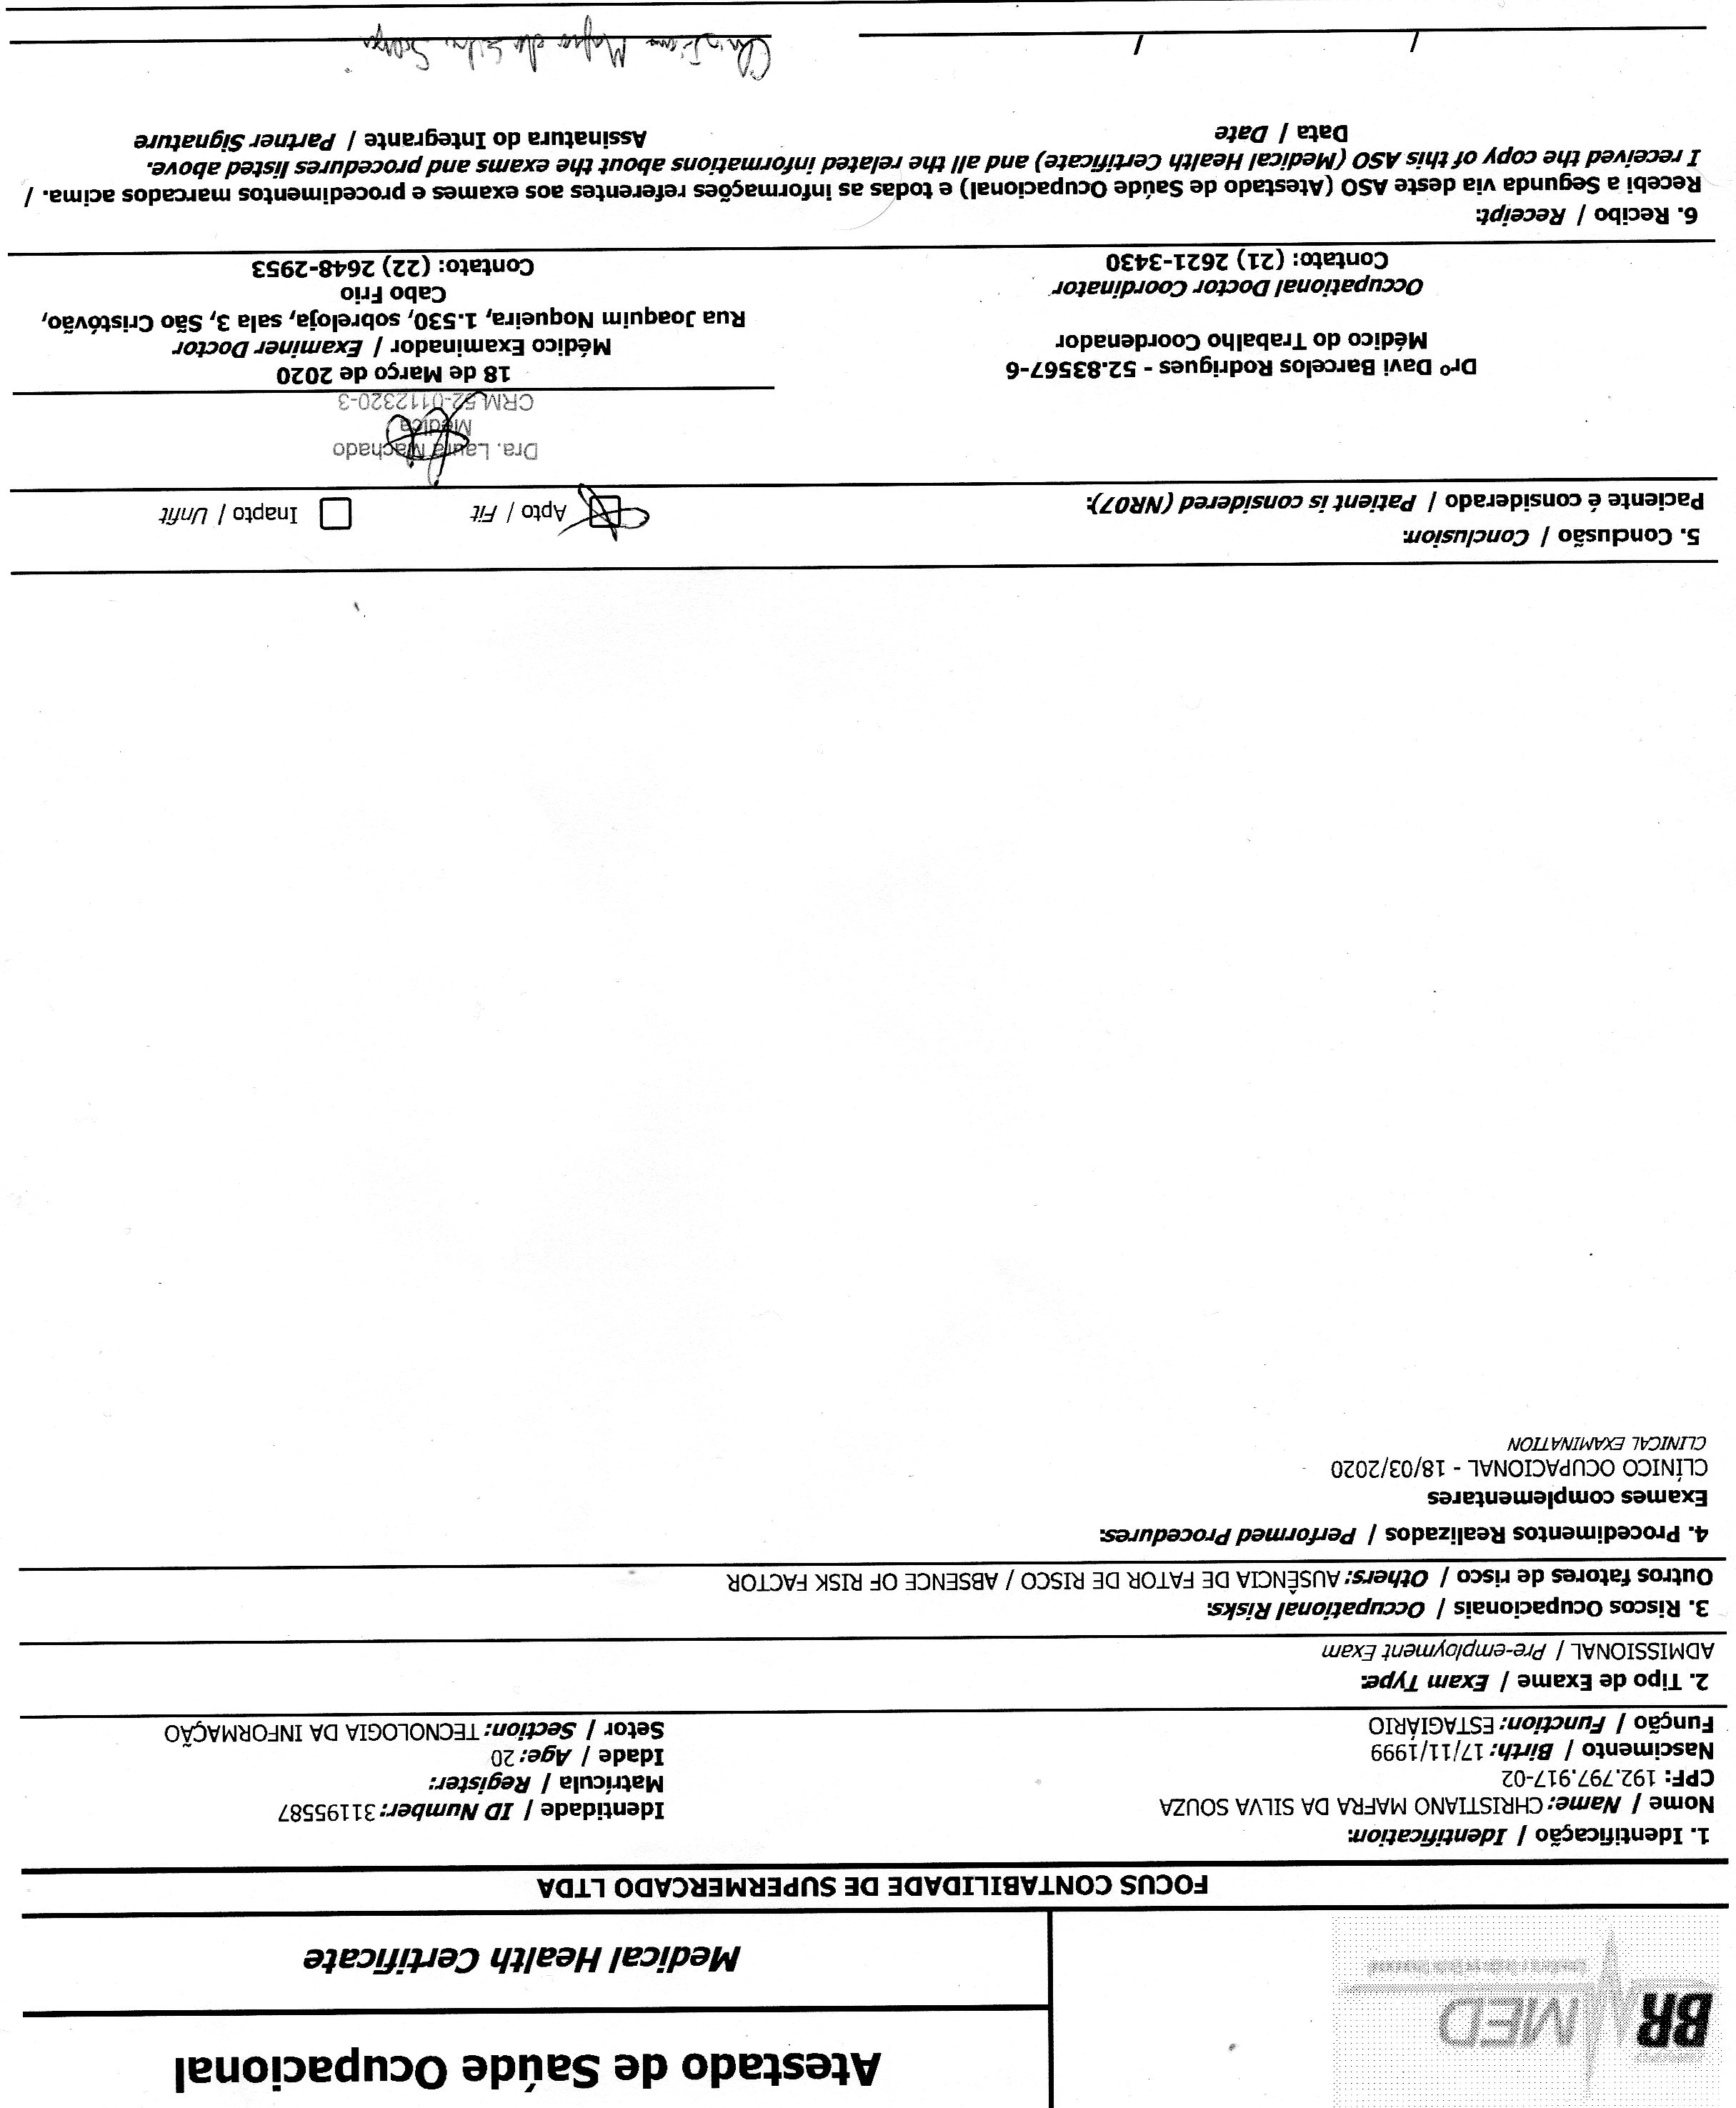 BR MED
Atestado de Saúde Ocupacional
Medical Health Certificate
FOCUS CONTABILIDADE DE SUPERMERCADO LTDA
1. Identificação / Identification:
Nome / Name: CHRISTIANO MAFRA DA SILVA SOUZA
CPF: 192.797.917-02
Nascimento / Birth: 17/11/1999
Função / Function: ESTAGIÁRIO
Identidade / ID Number: 31195587
Matrícula / Register:
Idade / Age: 20
Setor / Section: TECNOLOGIA DA INFORMAÇÃO
2. Tipo de Exame / Exam Type:
ADMISSIONAL / Pre-employment Exam
3. Riscos Ocupacionais / Occupational Risks:
Outros fatores de risco / Others: AUSÊNCIA DE FATOR DE RISCO / ABSENCE OF RISK FACTOR
4. Procedimentos Realizados / Performed Procedures:
Exames complementares
CLÍNICO OCUPACIONAL - 18/03/2020
CLINICAL EXAMINATION
5. Conclusão / Conclusion:
Paciente é considerado / Patient is considered (NR07):
Apto / Fit
Inapto / Unfit
Dra. Laura Machado
Médica
CRM 52-0112320-3
Drº Davi Barcelos Rodrigues - 52.83567-6
Médico do Trabalho Coordenador
Occupational Doctor Coordinator
Contato: (21) 2621-3430
18 de Março de 2020
Médico Examinador / Examiner Doctor
Rua Joaquim Noqueira, 1.530, sobreloja, sala 3, São Cristóvão,
Cabo Frio
Contato: (22) 2648-2953
6. Recibo / Receipt:
Recebi a Segunda via deste ASO (Atestado de Saúde Ocupacional) e todas as informações referentes aos exames e procedimentos marcados acima. /
I received the copy of this ASO (Medical Health Certificate) and all the related informations about the exams and procedures listed above.
Data / Date
Assinatura do Integrante / Partner Signature
/ /
Christiano Mafra da Silva Souza